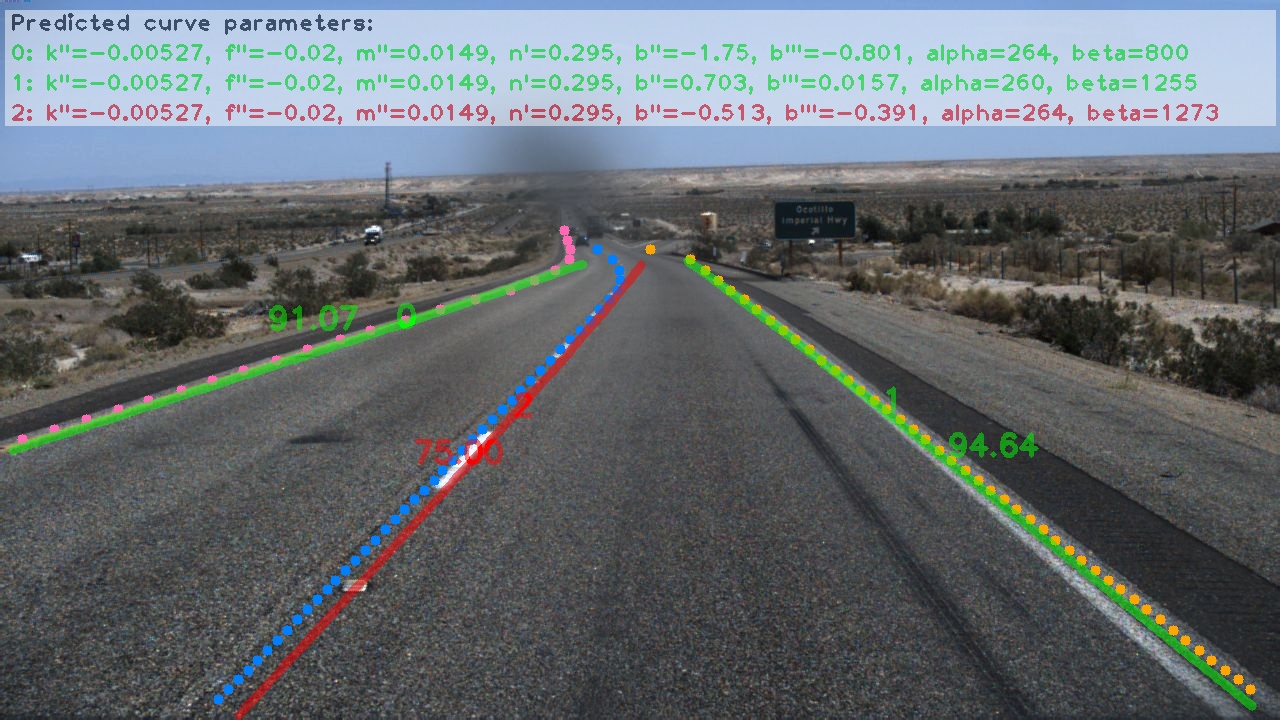 Predicted curve parameters:
0: k''=-0.00527, f''=-0.02, m''=0.0149, n'=0.295, b''=-1.75, b'''=-0.801, alpha=264, beta=800
1: k''=-0.00527, f''=-0.02, m''=0.0149, n'=0.295, b''=0.703, b'''=0.0157, alpha=260, beta=1255
2: k''=-0.00527, f''=-0.02, m''=0.0149, n'=0.295, b''=-0.513, b'''=-0.391, alpha=264, beta=1273
Ocotillo
Imperial Hwy
91.07 0
1
2
75.00
94.64